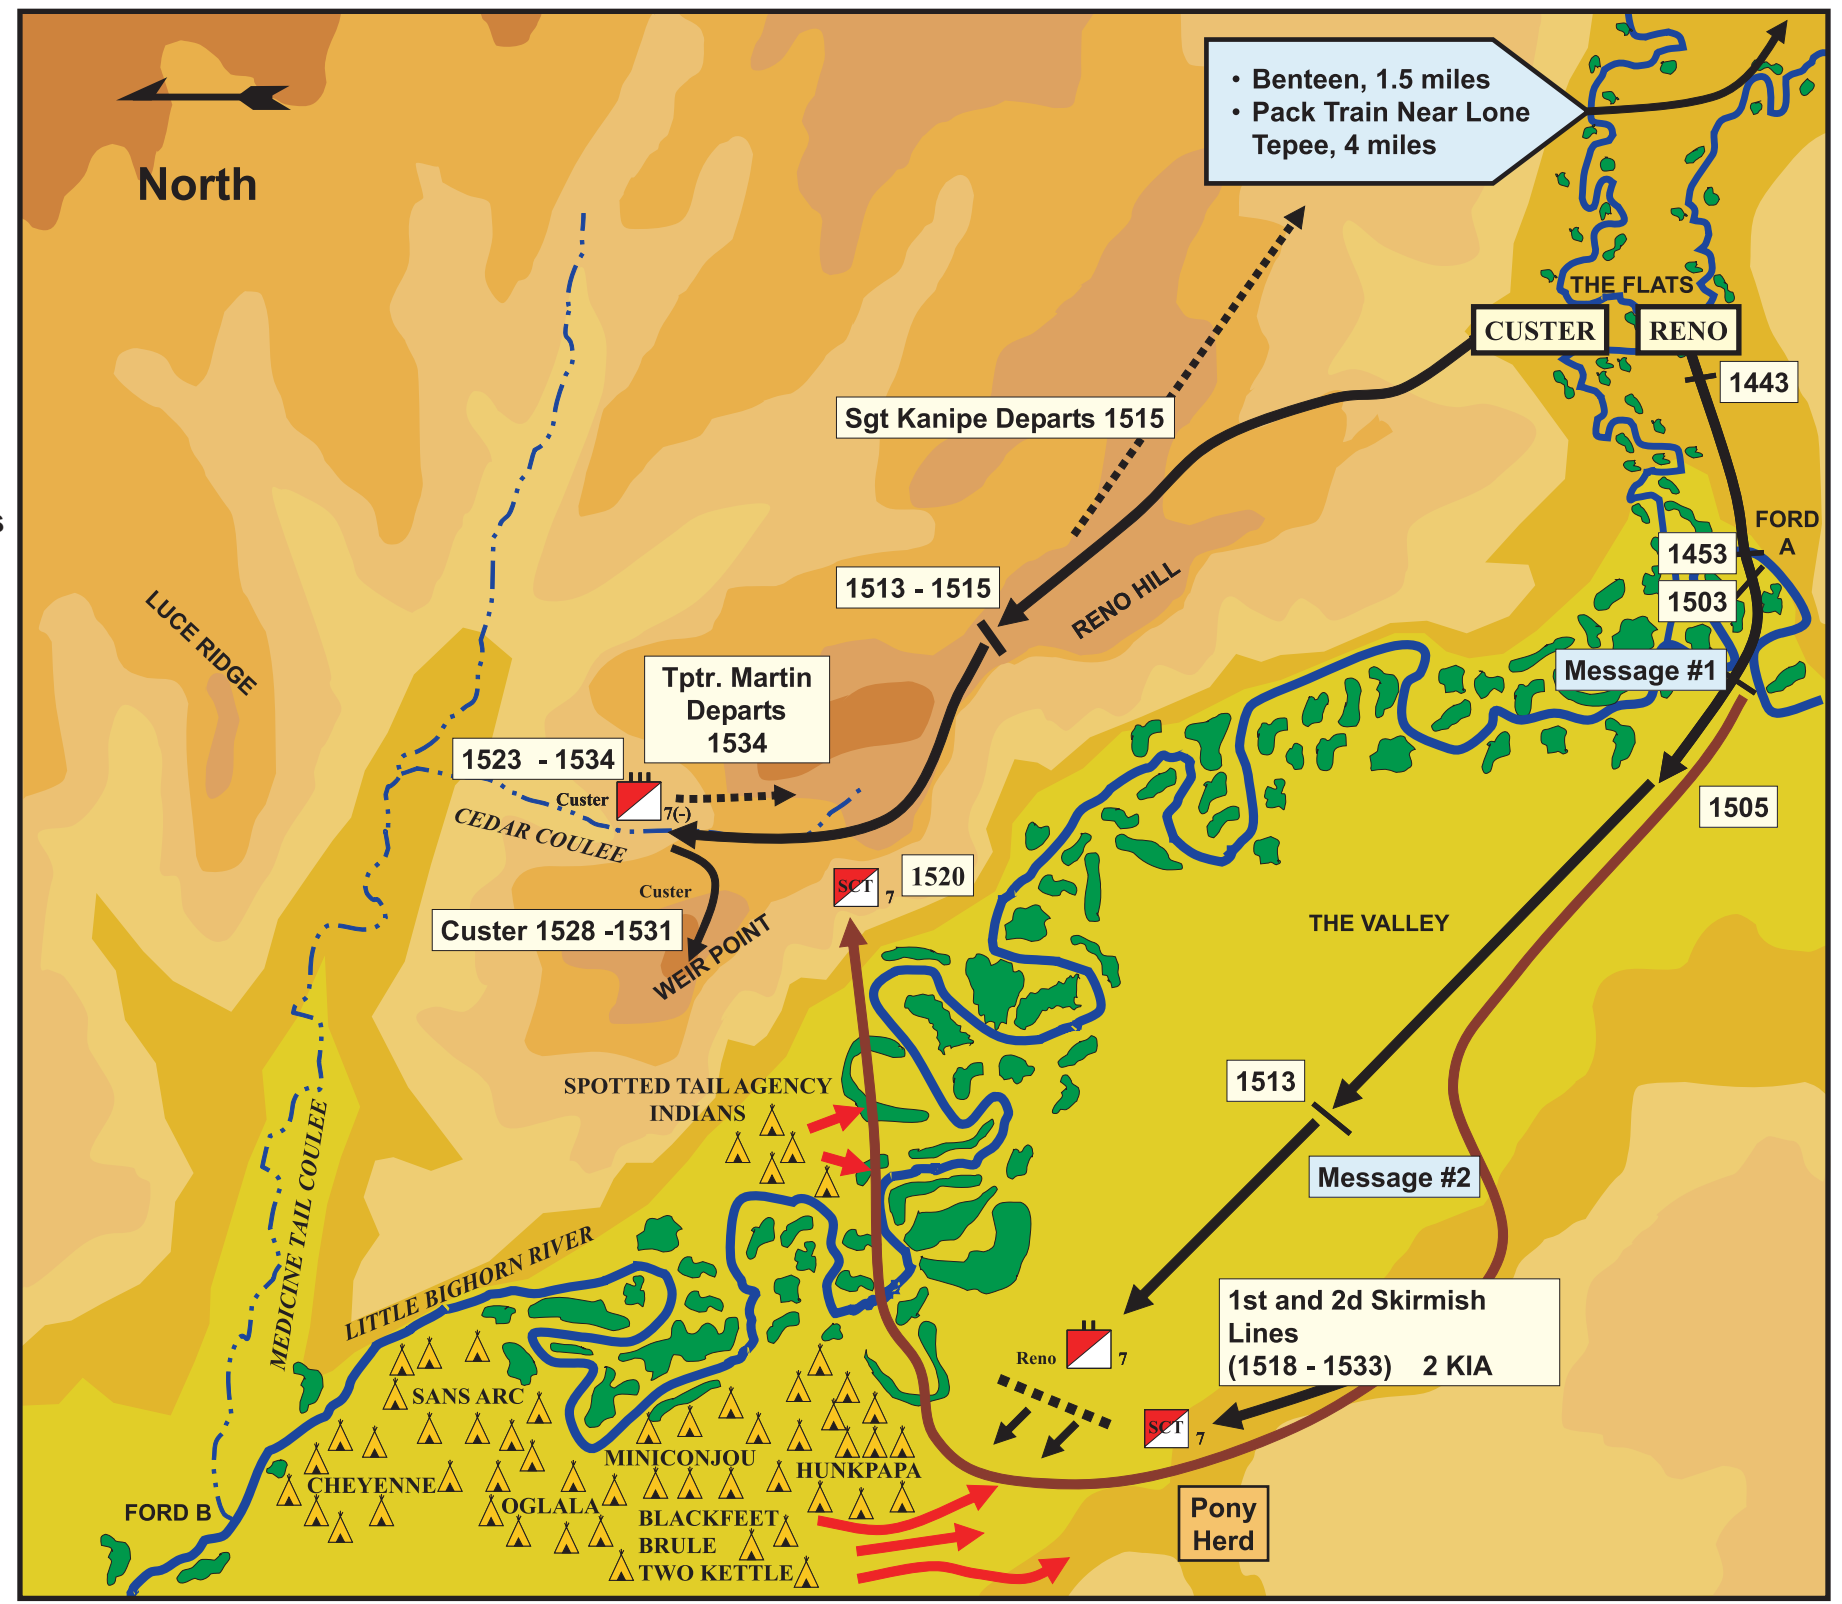 • Benteen, 1.5 miles
• Pack Train Near Lone
Tepee, 4 miles
North
THE FLATS
CUSTER
RENO
1443
Sgt Kanipe Departs 1515
s
FORD
A
1453
1503
1513 - 1515
RENO HILL
LUCE RIDGE
Message #1
Tptr. Martin
Departs
1534
1523 - 1534
Custer
7(-)
CEDAR COULEE
1505
Custer
SCT
7
1520
Custer 1528 -1531
WEIR POINT
THE VALLEY
SPOTTED TAIL AGENCY
INDIANS
1513
Message #2
MEDICINE TAIL COULEE
LITTLE BIGHORN RIVER
1st and 2d Skirmish
Lines
(1518 - 1533) 2 KIA
Reno
7
SANS ARC
SCT
7
MINICONJOU
HUNKPAPA
CHEYENNE
OGLALA
FORD B
BLACKFEET
BRULE
TWO KETTLE
Pony
Herd